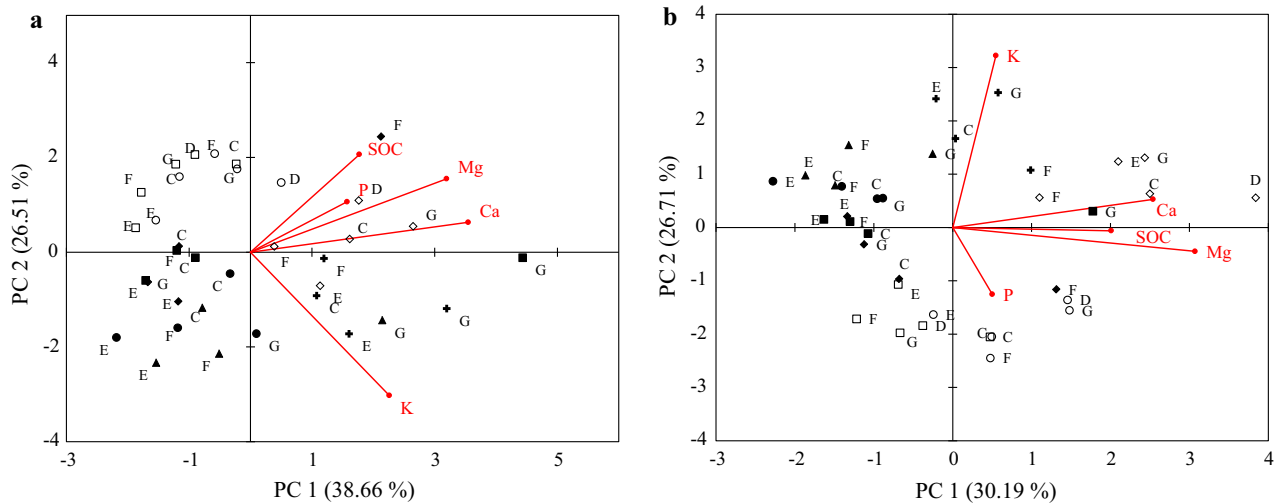 a
4
2
0
-2
-4
-3
-1
1
3
5
PC 1 (38.66 %)
PC 2 (26.51 %)
F
SOC
Mg
P
D
Ca
D
G
C
F
F
G
E
C
G
G
E
K
G D F C
F C G
E E
F C
E G
E C C
F G
E E F
b
4
3
2
1
0
-1
-2
-3
-4
-3
-2
-1
0
1
2
3
4
PC 1 (30.19 %)
PC 2 (26.71 %)
K
E
G
C
F
G
F
E
C
F
E
G
E
F
C
G
C
E
F
D
G
E
E
G
C
D
F
G
Ca
SOC
Mg
P
F
D
G
C
C
F